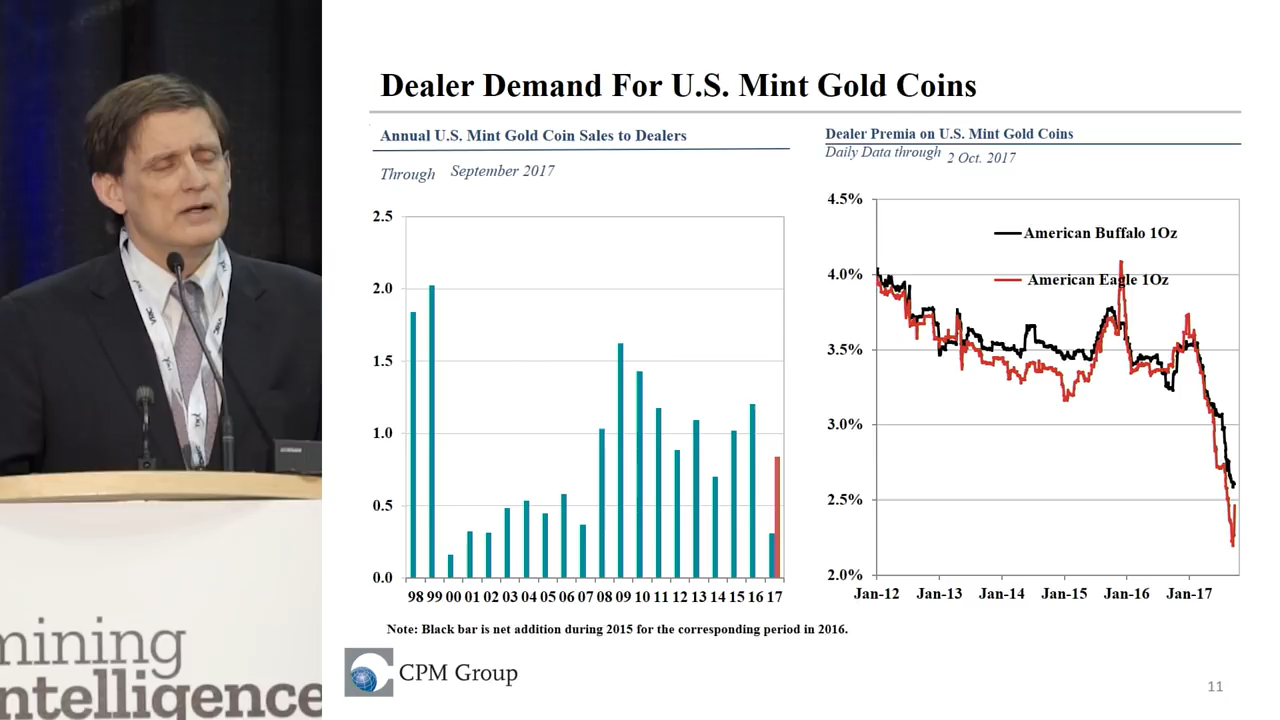 Dealer Demand For U.S. Mint Gold Coins
Annual U.S. Mint Gold Coin Sales to Dealers
Through September 2017
2.5
2.0
1.5
1.0
0.5
0.0
98 99 00 01 02 03 04 05 06 07 08 09 10 11 12 13 14 15 16 17
Dealer Premia on U.S. Mint Gold Coins
Daily Data through 2 Oct. 2017
4.5%
4.0%
3.5%
3.0%
2.5%
2.0%
American Buffalo 1Oz
American Eagle 1Oz
Jan-12 Jan-13 Jan-14 Jan-15 Jan-16 Jan-17
Note: Black bar is net addition during 2015 for the corresponding period in 2016.
CPM Group
11
mining
intelligence